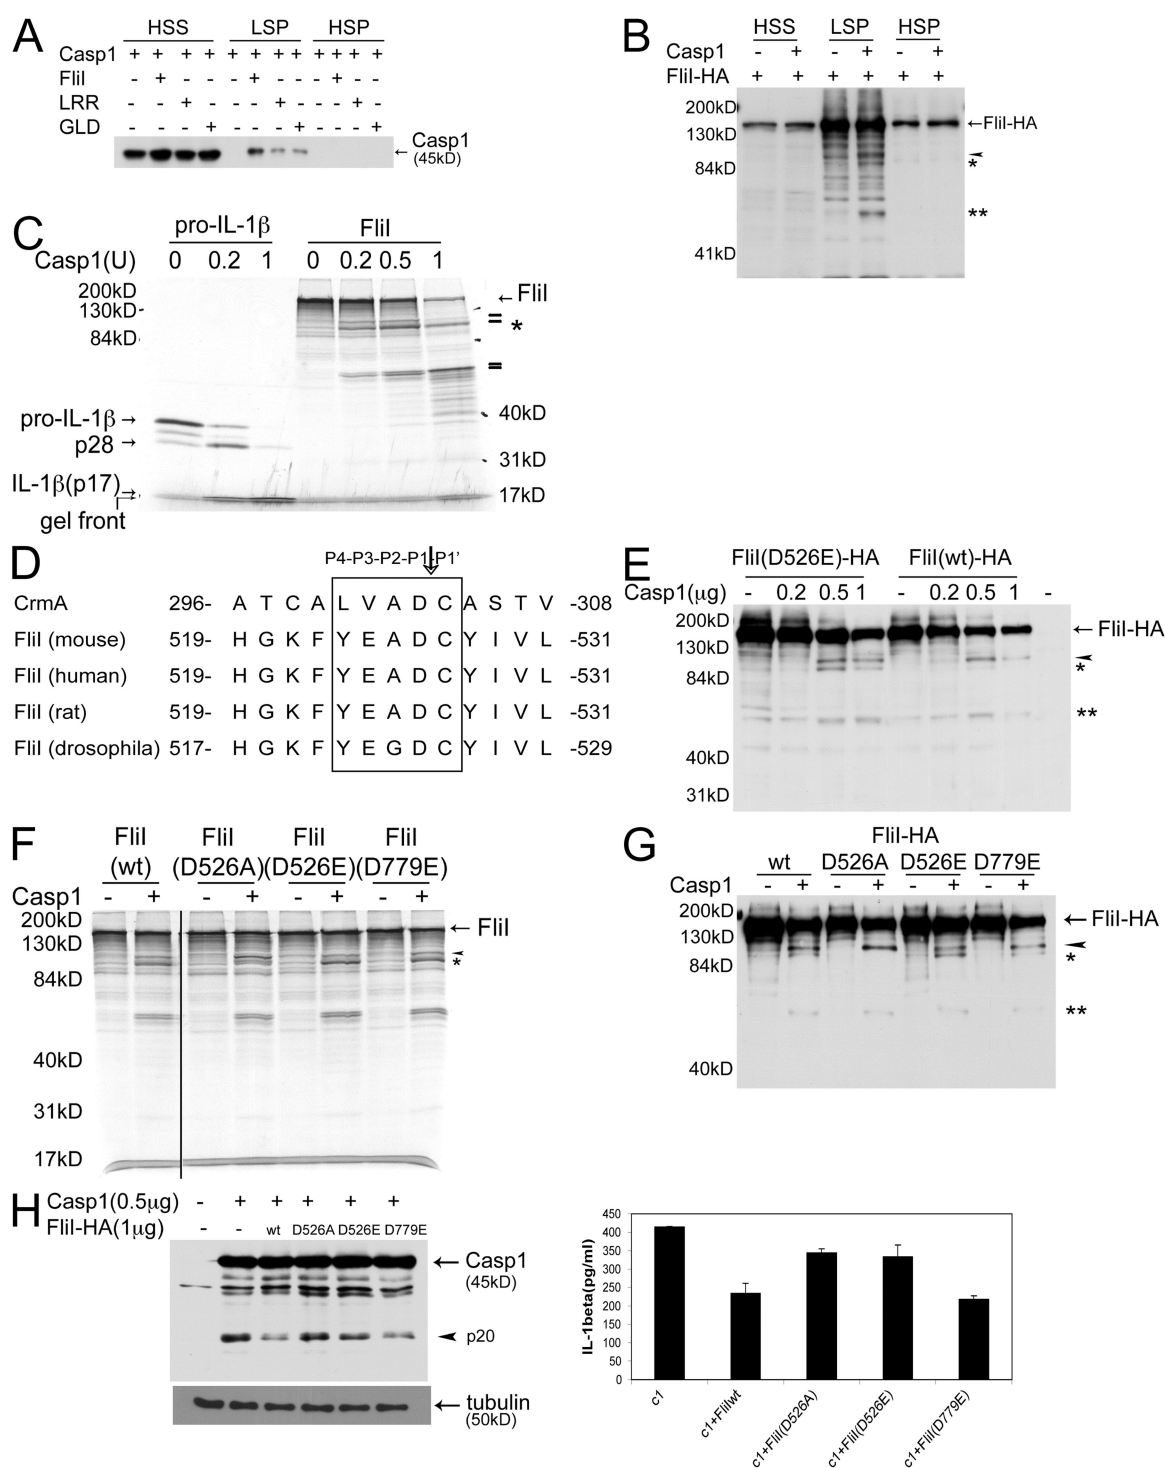 A
HSS LSP HSP
Casp1 + + + + + + + + + + + +
FliI - + - - - + - - - + - -
LRR - - + - - - + - - - + -
GLD - - - + - - - + - - - +
← Casp1
(45kD)
B
HSS LSP HSP
Casp1 - + - + - +
FliI-HA + + + + + +
200kD
130kD
84kD
41kD
←FliI-HA
*
**
C
pro-IL-1β FliI
Casp1(U) 0 0.2 1 0 0.2 0.5 1
200kD
130kD
84kD
pro-IL-1β →
p28 →
IL-1β(p17)→
gel front
← FliI
= *
=
40kD
31kD
17kD
D
P4-P3-P2-P1-P1'
CrmA 296- A T C A L V A D C A S T V -308
FliI (mouse) 519- H G K F Y E A D C Y I V L -531
FliI (human) 519- H G K F Y E A D C Y I V L -531
FliI (rat) 519- H G K F Y E A D C Y I V L -531
FliI (drosophila) 517- H G K F Y E G D C Y I V L -529
E
FliI(D526E)-HA FliI(wt)-HA
Casp1(µg) - 0.2 0.5 1 - 0.2 0.5 1 -
200kD
130kD
84kD
40kD
31kD
← FliI-HA
*
**
F
FliI (wt) FliI (D526A) FliI (D526E) FliI (D779E)
Casp1 - + - + - + - +
200kD
130kD
84kD
40kD
31kD
17kD
← FliI
*
G
FliI-HA
wt D526A D526E D779E
Casp1 - + - + - + - +
200kD
130kD
84kD
40kD
← FliI-HA
*
**
H
Casp1(0.5µg) - + + + + +
FliI-HA(1µg) - - wt D526A D526E D779E
← Casp1
(45kD)
p20
← tubulin
(50kD)
IL-1beta(pg/ml)
450
400
350
300
250
200
150
100
50
0
c1
c1+FliIwt
c1+FliI(D526A)
c1+FliI(D526E)
c1+FliI(D779E)